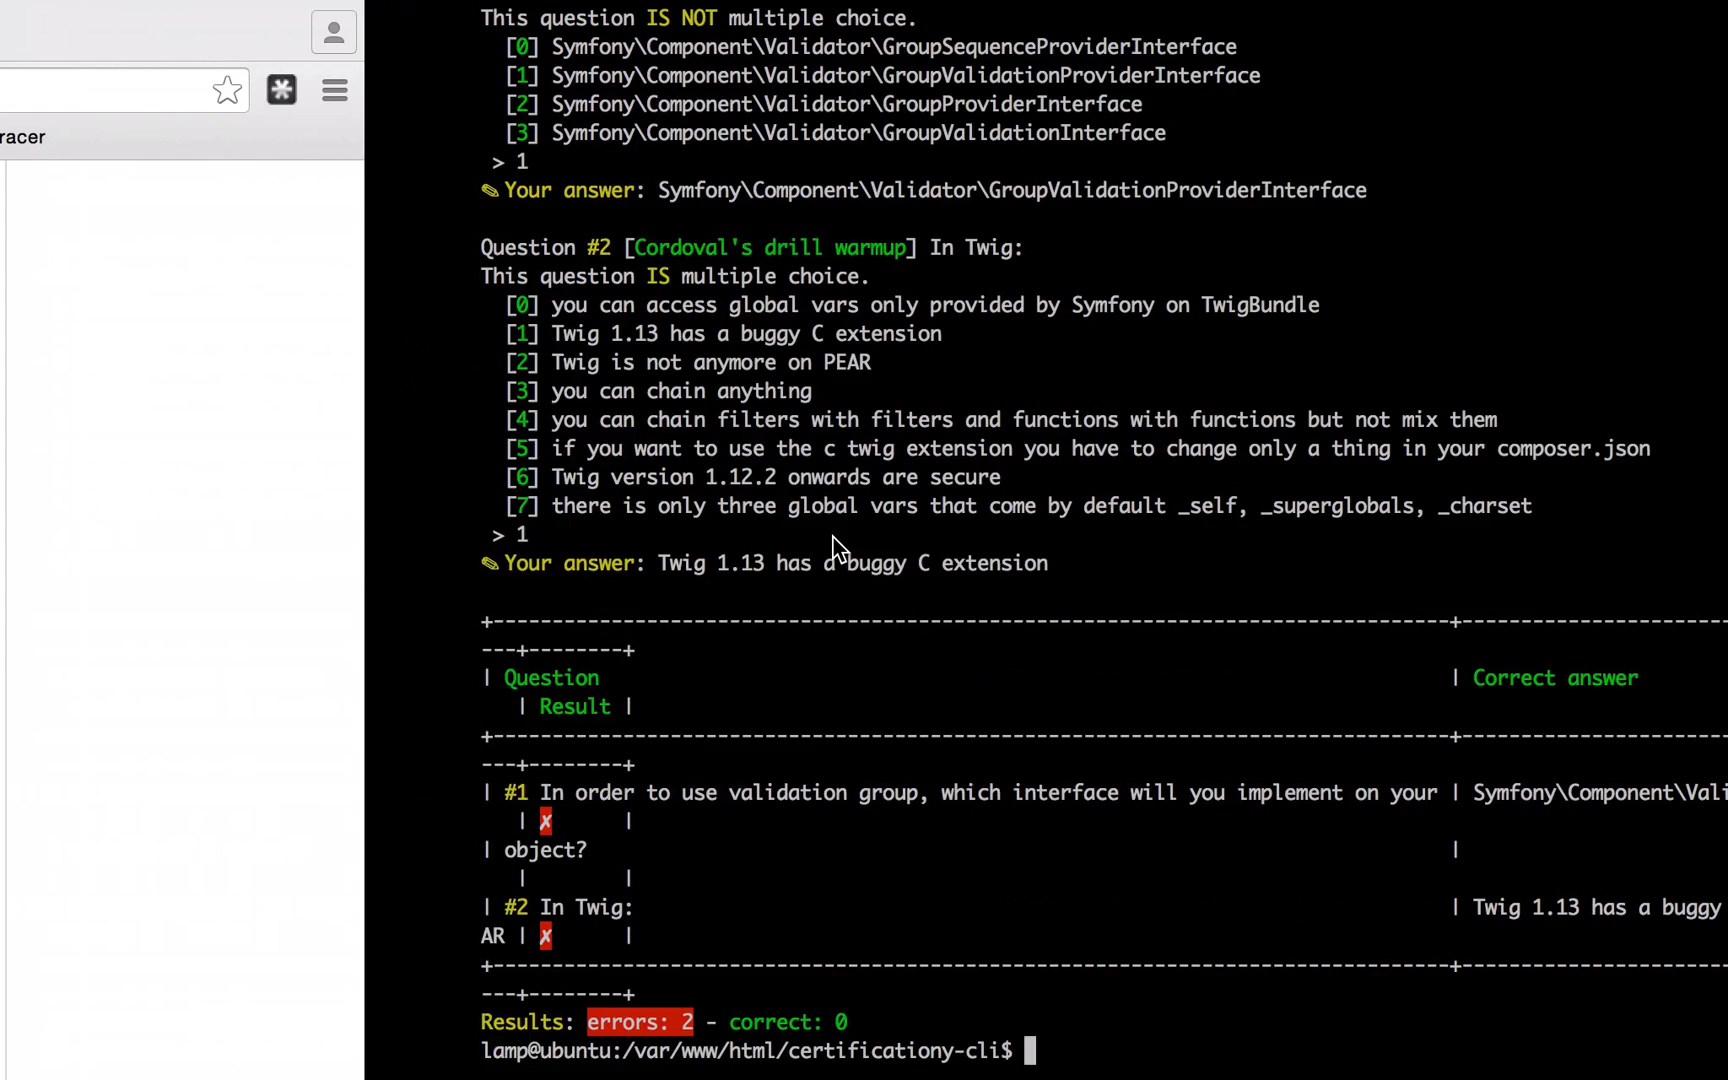 racer
This question IS NOT multiple choice.
[0] Symfony\Component\Validator\GroupSequenceProviderInterface
[1] Symfony\Component\Validator\GroupValidationProviderInterface
[2] Symfony\Component\Validator\GroupProviderInterface
[3] Symfony\Component\Validator\GroupValidationInterface
> 1
✎ Your answer: Symfony\Component\Validator\GroupValidationProviderInterface
Question #2 [Cordoval's drill warmup] In Twig:
This question IS multiple choice.
[0] you can access global vars only provided by Symfony on TwigBundle
[1] Twig 1.13 has a buggy C extension
[2] Twig is not anymore on PEAR
[3] you can chain anything
[4] you can chain filters with filters and functions with functions but not mix them
[5] if you want to use the c twig extension you have to change only a thing in your composer.json
[6] Twig version 1.12.2 onwards are secure
[7] there is only three global vars that come by default _self, _superglobals, _charset
> 1
✎ Your answer: Twig 1.13 has a buggy C extension
+---------------------------------------------------------------------------------+-----------------------
---+--------+
| Question | Correct answer
| Result |
+---------------------------------------------------------------------------------+-----------------------
---+--------+
| #1 In order to use validation group, which interface will you implement on your | Symfony\Component\Vali
| ✗ |
| object? |
| |
| #2 In Twig: | Twig 1.13 has a buggy
AR | ✗ |
+---------------------------------------------------------------------------------+-----------------------
---+--------+
Results: errors: 2 - correct: 0
lamp@ubuntu:/var/www/html/certificationy-cli$